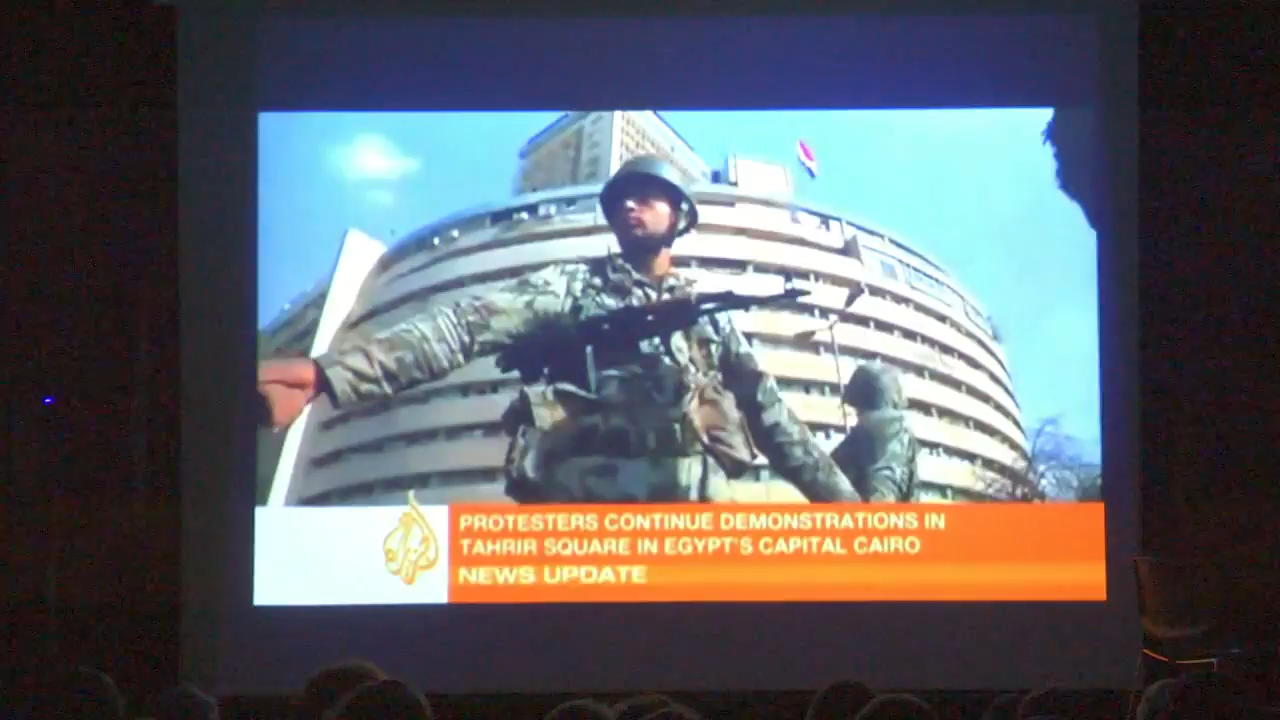 PROTESTERS CONTINUE DEMONSTRATIONS IN
TAHRIR SQUARE IN EGYPT'S CAPITAL CAIRO
NEWS UPDATE